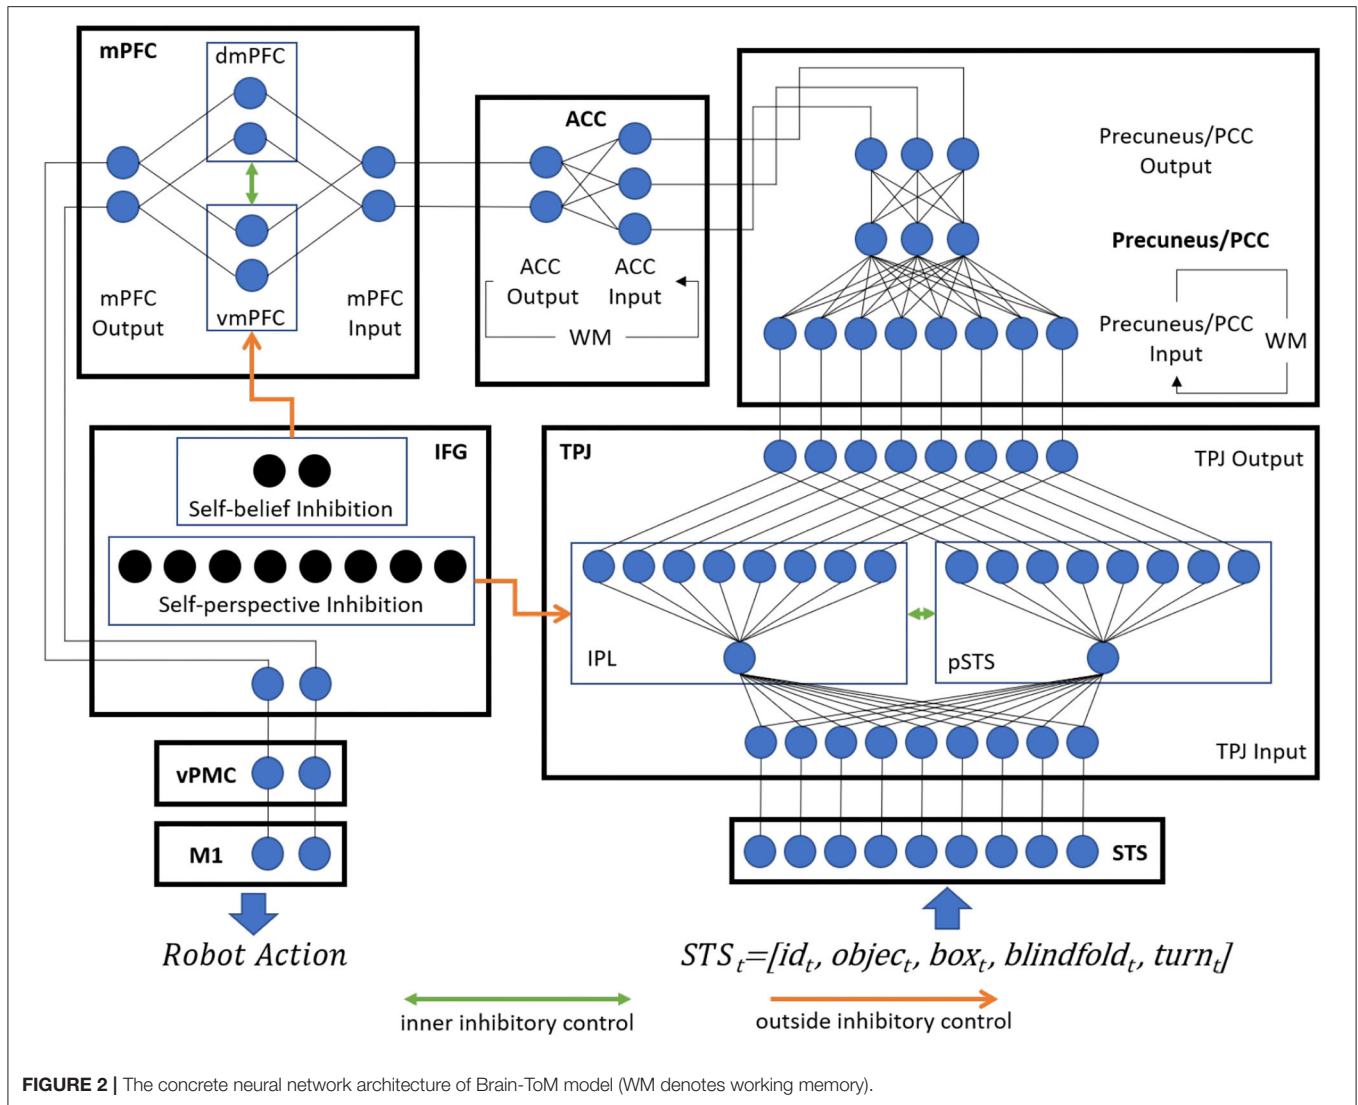 mPFC
dmPFC
mPFC
Output
vmPFC
mPFC
Input
ACC
ACC
Output
ACC
Input
WM
Precuneus/PCC
Output
Precuneus/PCC
Precuneus/PCC
Input
WM
IFG
Self-belief Inhibition
Self-perspective Inhibition
TPJ
TPJ Output
IPL
pSTS
TPJ Input
vPMC
M1
STS
Robot Action
STSt=[idt, object, boxt, blindfoldt, turnt]
inner inhibitory control
outside inhibitory control
FIGURE 2 | The concrete neural network architecture of Brain-ToM model (WM denotes working memory).